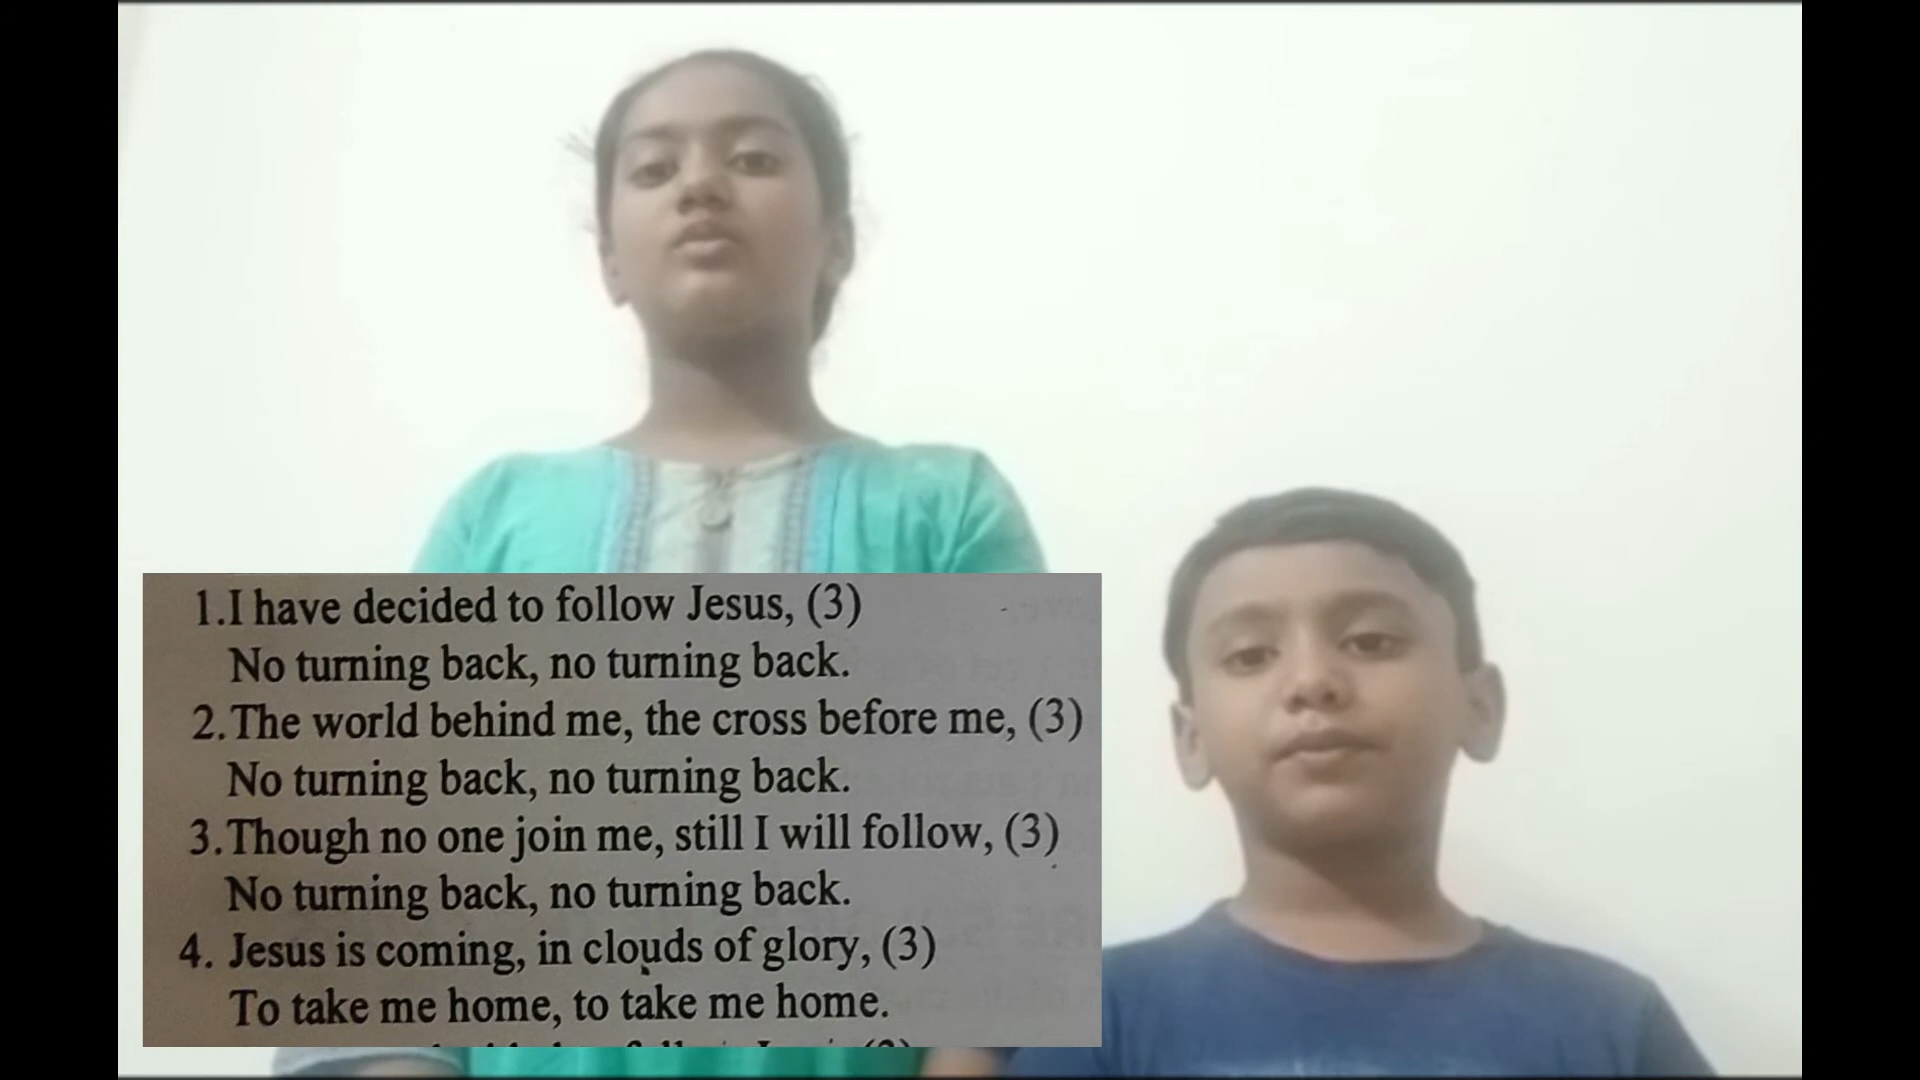 1.I have decided to follow Jesus, (3)
No turning back, no turning back.
2.The world behind me, the cross before me, (3)
No turning back, no turning back.
3.Though no one join me, still I will follow, (3)
No turning back, no turning back.
4. Jesus is coming, in clouds of glory, (3)
To take me home, to take me home.